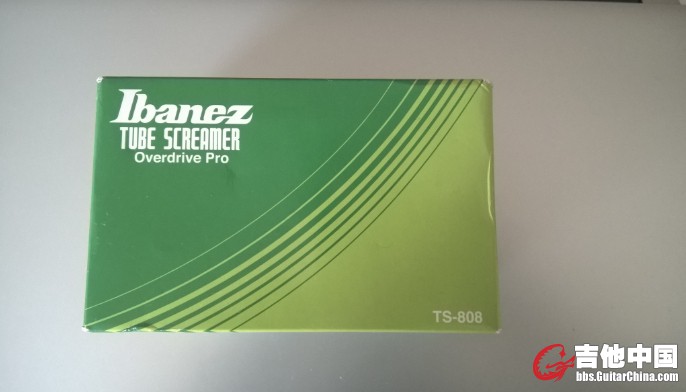 Ibanez
TUBE SCREAMER
Overdrive Pro
TS-808
吉他中国
bbs.GuitarChina.com